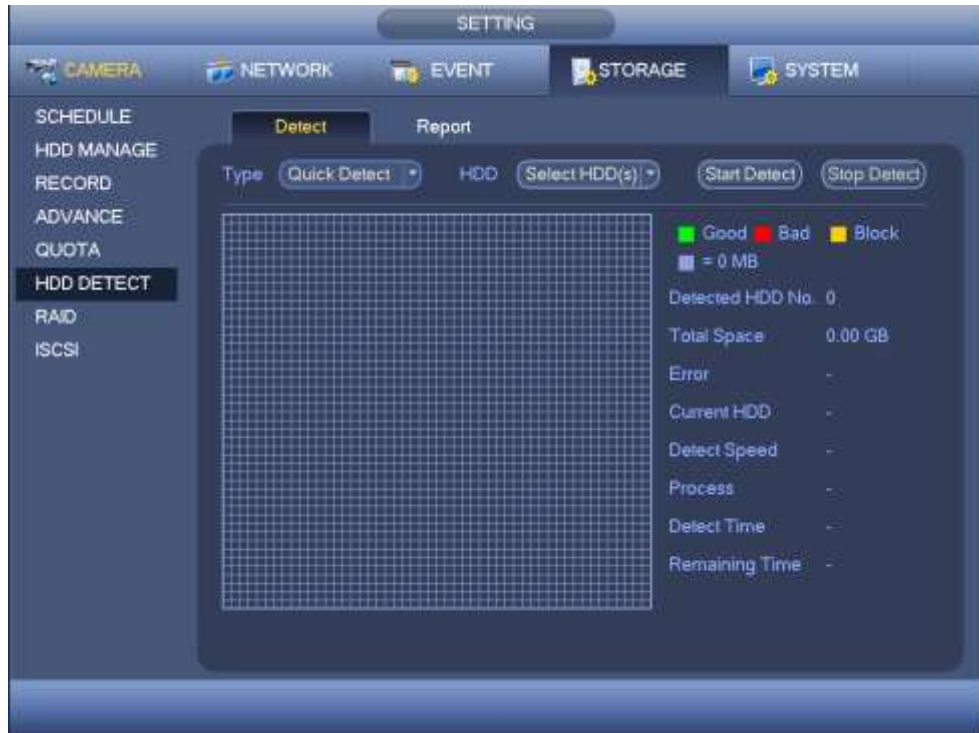 SETTING
CAMERA NETWORK EVENT STORAGE SYSTEM
SCHEDULE
HDD MANAGE
RECORD
ADVANCE
QUOTA
HDD DETECT
RAID
ISCSI
Detect Report
Type Quick Detect HDD Select HDD(s) Start Detect Stop Detect
Good Bad Block
= 0 MB
Detected HDD No. 0
Total Space 0.00 GB
Error -
Current HDD -
Detect Speed -
Process -
Detect Time -
Remaining Time -